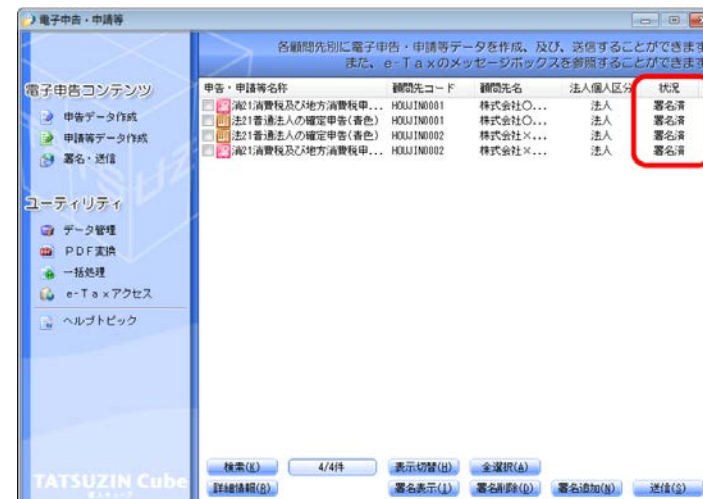 電子申告・申請等
各顧問先別に電子申告・申請等データを作成、及び、送信することができます
また、e-Taxのメッセージボックスを参照することができます
電子申告コンテンツ
申告データ作成
申請等データ作成
署名・送信
ユーティリティ
データ管理
PDF変換
一括処理
e-Taxアクセス
ヘルプトピック
申告・申請等名称 顧問先コード 顧問先名 法人個人区分 状況
消21消費税及び地方消費税申... HOUJIN0001 株式会社○... 法人 署名済
法21普通法人の確定申告(青色) HOUJIN0001 株式会社○... 法人 署名済
法21普通法人の確定申告(青色) HOUJIN0002 株式会社×... 法人 署名済
消21消費税及び地方消費税申... HOUJIN0002 株式会社×... 法人 署名済
検索(K) 4/4件 表示切替(H) 全選択(A)
詳細情報(R) 署名表示(I) 署名削除(D) 署名追加(N) 送信(S)
TATSUZIN Cube
達人キューブ